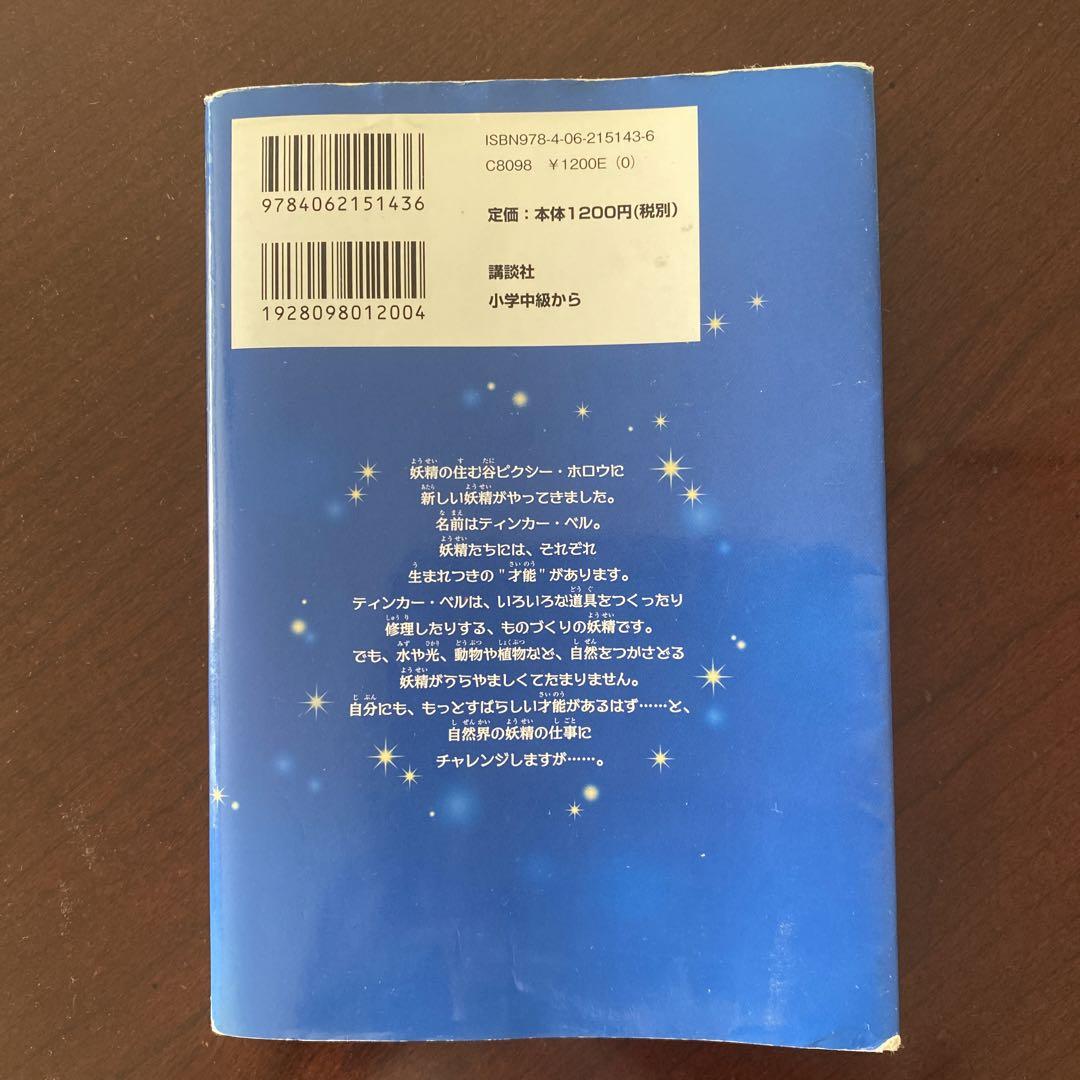 ISBN978-4-06-215143-6
C8098 ￥1200E (0)
9784062151436
定価：本体1200円(税別)
講談社
1928098012004
小学中級から
妖精の住む谷ピクシー・ホロウに
新しい妖精がやってきました。
名前はティンカー・ベル。
妖精たちには、それぞれ
生まれつきの"才能"があります。
ティンカー・ベルは、いろいろな道具をつくったり
修理したりする、ものづくりの妖精です。
でも、水や光、動物や植物など、自然をつかさどる
妖精がうらやましくてたまりません。
自分にも、もっとすばらしい才能があるはず……と、
自然界の妖精の仕事に
チャレンジしますが……。